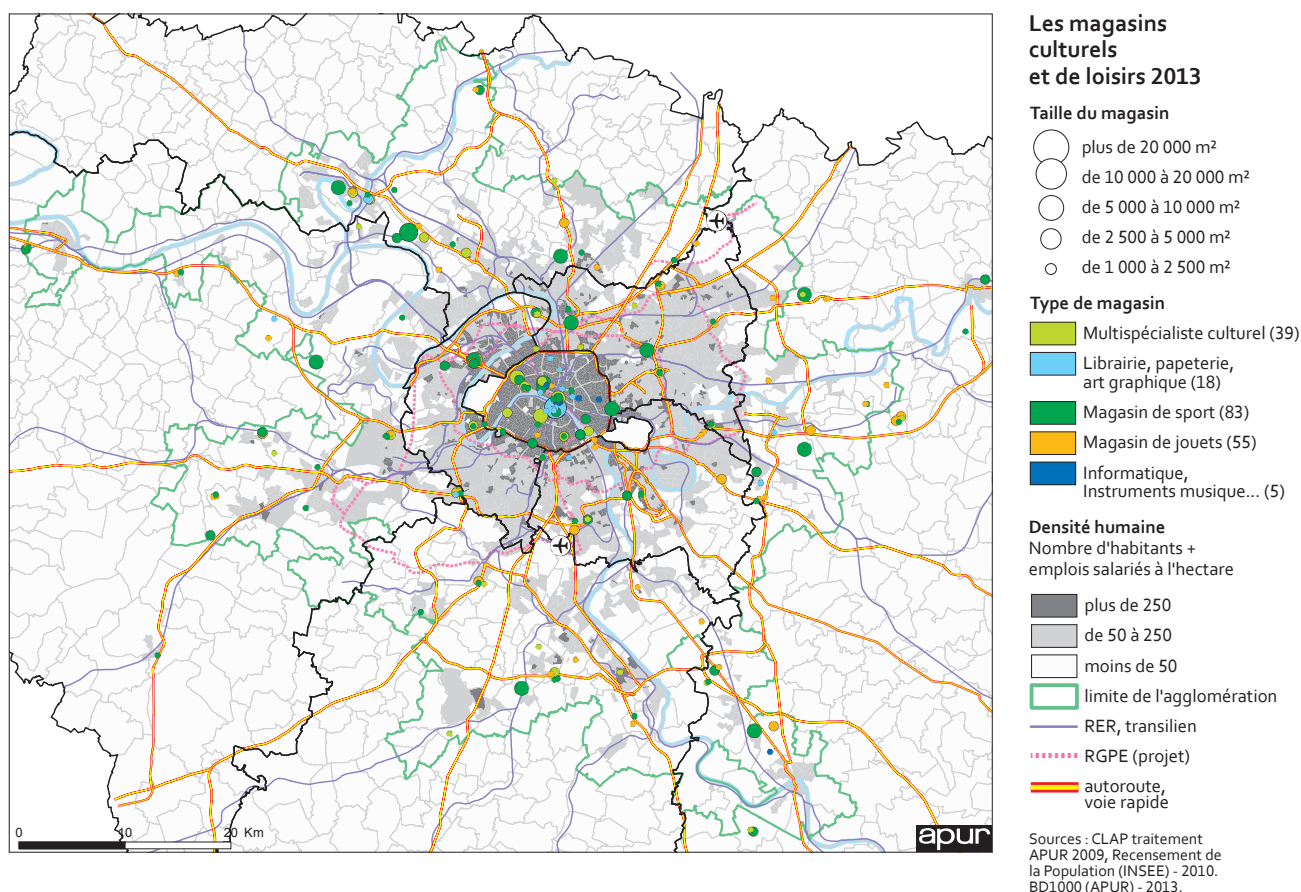 Les magasins
culturels
et de loisirs 2013
Taille du magasin
plus de 20 000 m²
de 10 000 à 20 000 m²
de 5 000 à 10 000 m²
de 2 500 à 5 000 m²
de 1 000 à 2 500 m²
Type de magasin
Multispécialiste culturel (39)
Librairie, papeterie,
art graphique (18)
Magasin de sport (83)
Magasin de jouets (55)
Informatique,
Instruments musique... (5)
Densité humaine
Nombre d'habitants +
emplois salariés à l'hectare
plus de 250
de 50 à 250
moins de 50
limite de l'agglomération
RER, transilien
RGPE (projet)
autoroute,
voie rapide
Sources : CLAP traitement
APUR 2009, Recensement de
la Population (INSEE) - 2010.
BD1000 (APUR) - 2013.
0 10 20 Km
apur